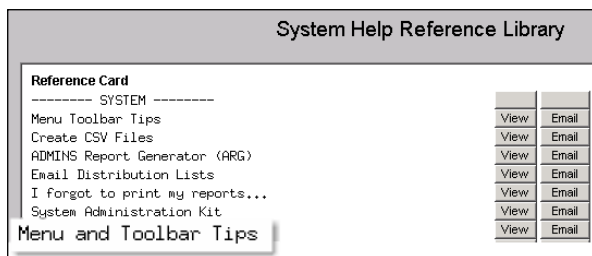 System Help Reference Library
Reference Card
-------- SYSTEM --------
Menu Toolbar Tips View Email
Create CSV Files View Email
ADMINS Report Generator (ARG) View Email
Email Distribution Lists View Email
I forgot to print my reports... View Email
System Administration Kit View Email
Menu and Toolbar Tips View Email